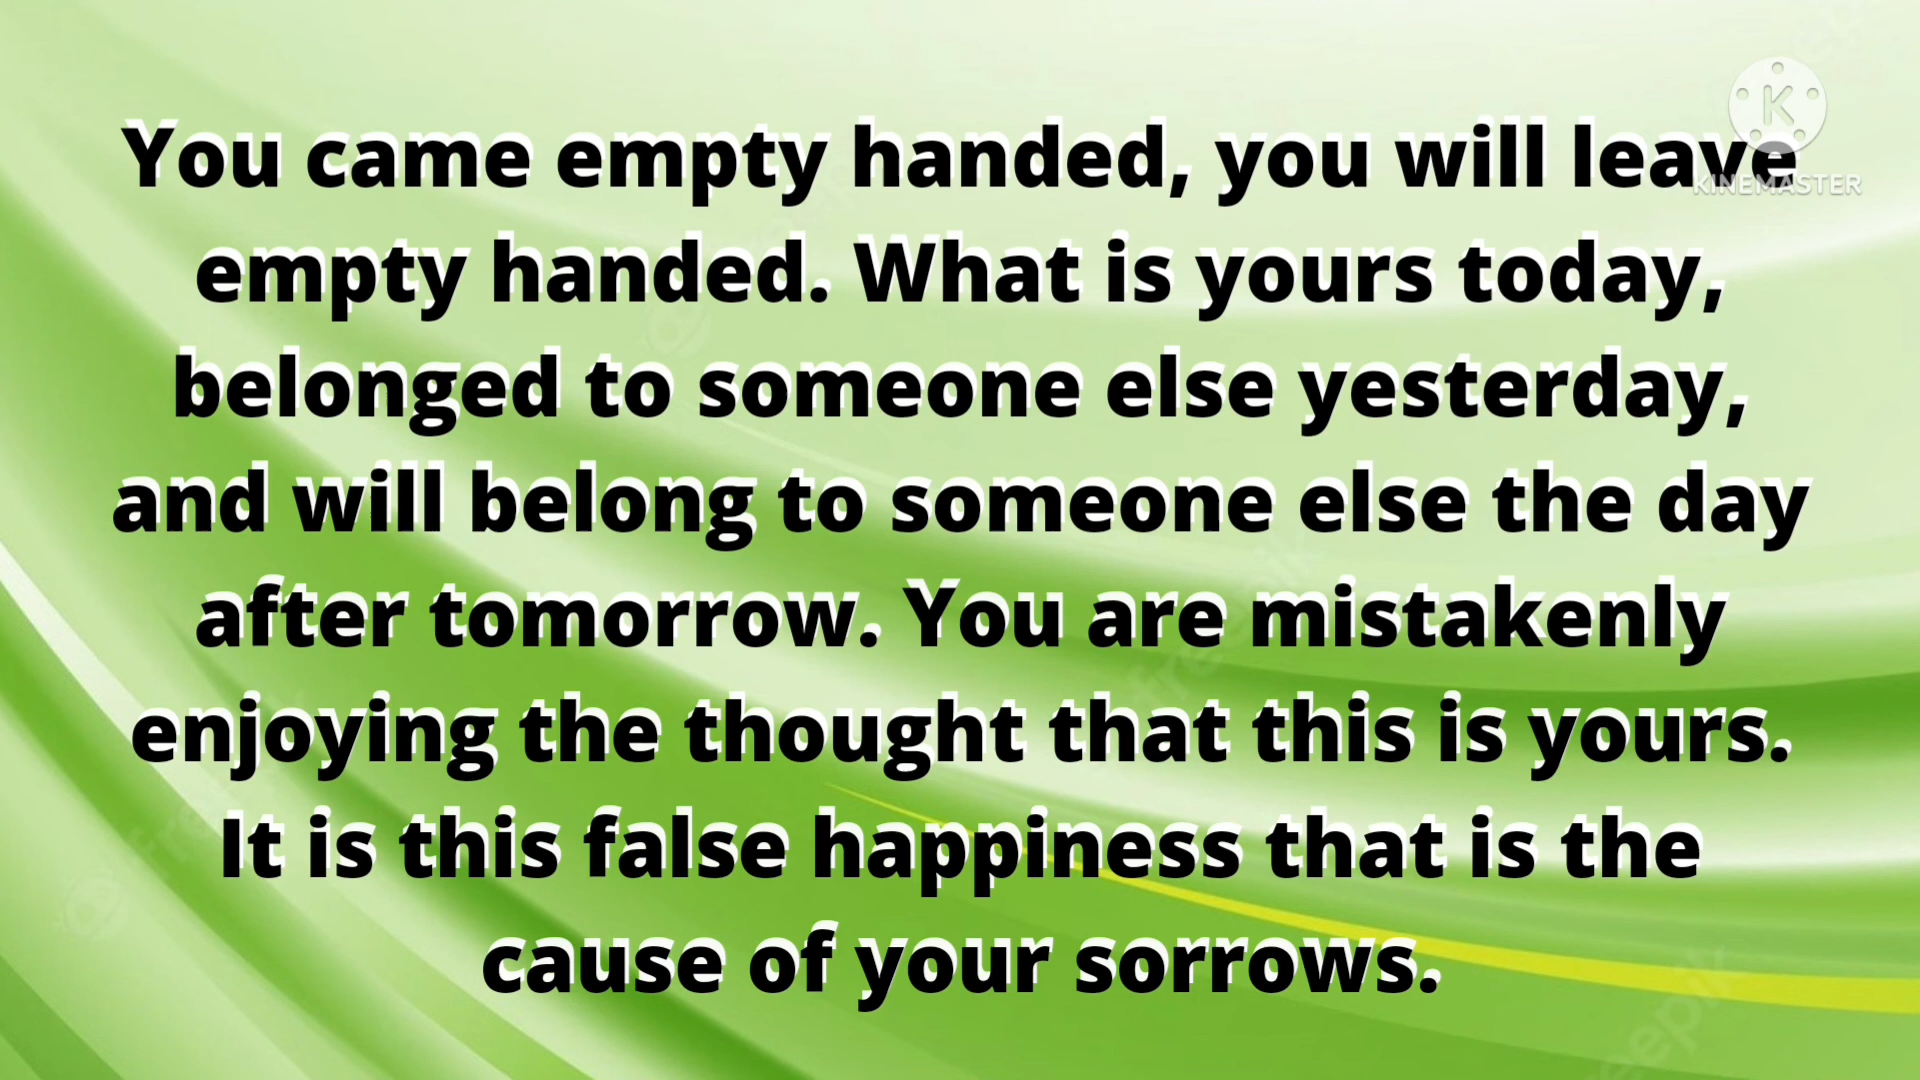 You came empty handed, you will leave
KINEMASTER
empty handed. What is yours today,
belonged to someone else yesterday,
and will belong to someone else the day
after tomorrow. You are mistakenly
enjoying the thought that this is yours.
It is this false happiness that is the
cause of your sorrows.